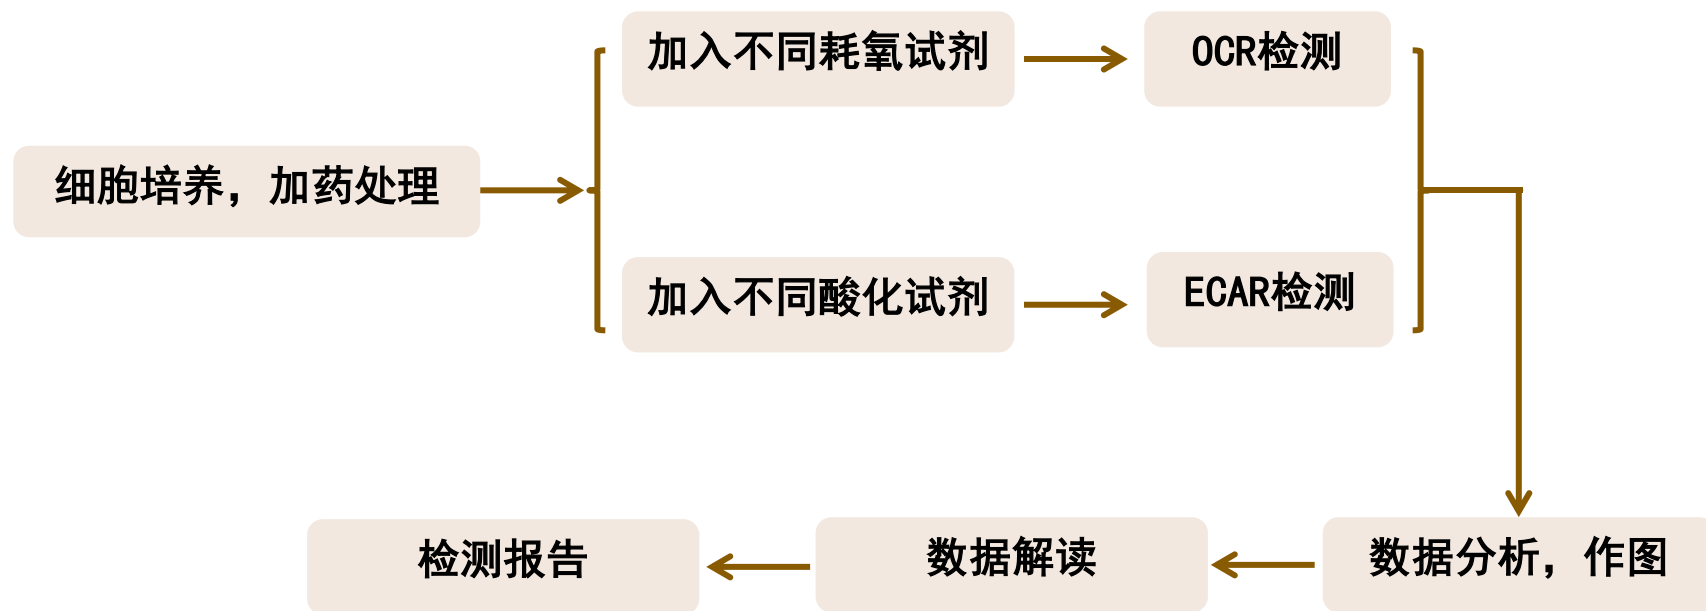 加入不同耗氧试剂
OCR检测
细胞培养，加药处理
加入不同酸化试剂
ECAR检测
数据分析，作图
数据解读
检测报告